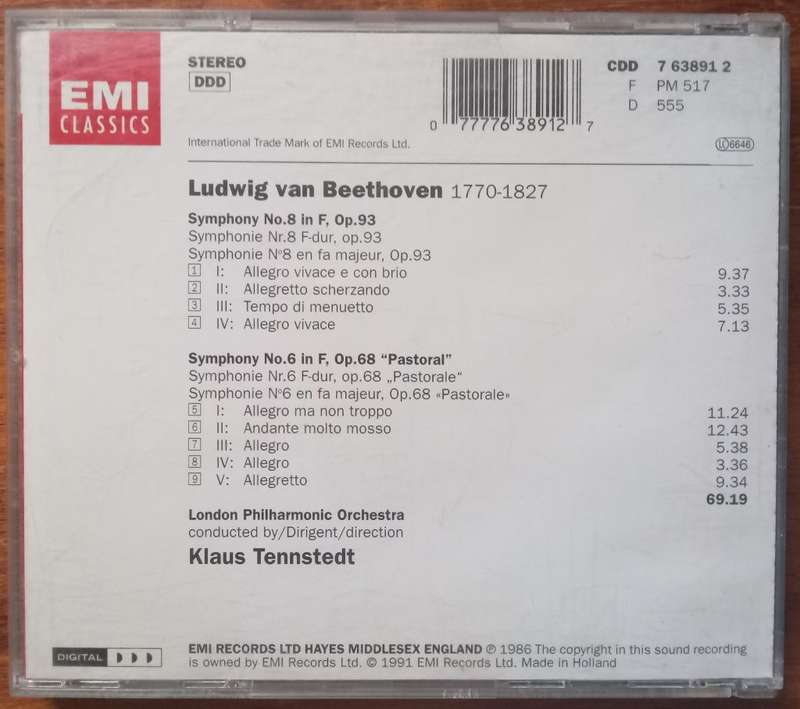 EMI
CLASSICS
STEREO
DDD
International Trade Mark of EMI Records Ltd.
0 77776 38912 7
CDD 7 63891 2
F PM 517
D 555
LC 6646
Ludwig van Beethoven 1770-1827
Symphony No.8 in F, Op.93
Symphonie Nr.8 F-dur, op.93
Symphonie Nº8 en fa majeur, Op.93
1 I: Allegro vivace e con brio 9.37
2 II: Allegretto scherzando 3.33
3 III: Tempo di menuetto 5.35
4 IV: Allegro vivace 7.13
Symphony No.6 in F, Op.68 “Pastoral”
Symphonie Nr.6 F-dur, op.68 „Pastorale“
Symphonie Nº6 en fa majeur, Op.68 «Pastorale»
5 I: Allegro ma non troppo 11.24
6 II: Andante molto mosso 12.43
7 III: Allegro 5.38
8 IV: Allegro 3.36
9 V: Allegretto 9.34
69.19
London Philharmonic Orchestra
conducted by/Dirigent/direction
Klaus Tennstedt
DIGITAL
EMI RECORDS LTD HAYES MIDDLESEX ENGLAND ℗ 1986 The copyright in this sound recording
is owned by EMI Records Ltd. © 1991 EMI Records Ltd. Made in Holland